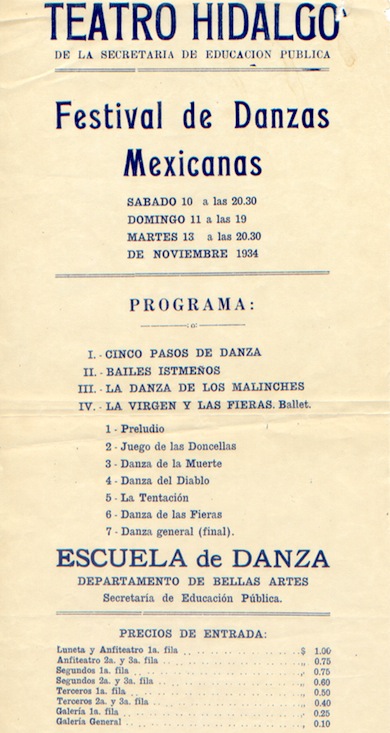 TEATRO HIDALGO
DE LA SECRETARIA DE EDUCACION PUBLICA
Festival de Danzas
Mexicanas
SABADO 10 a las 20.30
DOMINGO 11 a las 19
MARTES 13 a las 20.30
DE NOVIEMBRE 1934
PROGRAMA:
I.- CINCO PASOS DE DANZA
II.- BAILES ISTMEÑOS
III.- LA DANZA DE LOS MALINCHES
IV.- LA VIRGEN Y LAS FIERAS. Ballet.
1 - Preludio
2 - Juego de las Doncellas
3 - Danza de la Muerte
4 - Danza del Diablo
5 - La Tentación
6 - Danza de las Fieras
7 - Danza general (final).
ESCUELA de DANZA
DEPARTAMENTO DE BELLAS ARTES
Secretaría de Educación Pública.
PRECIOS DE ENTRADA:
Luneta y Anfiteatro 1a. fila .. $ 1.00
Anfiteatro 2a. y 3a. fila .. „ 0.75
Segundos 1a. fila .. „ 0.75
Segundos 2a. y 3a. fila .. „ 0.60
Terceros 1a. fila .. „ 0.50
Terceros 2a. y 3a. fila .. „ 0.40
Galería 1a. fila .. „ 0.25
Galería General .. „ 0.10